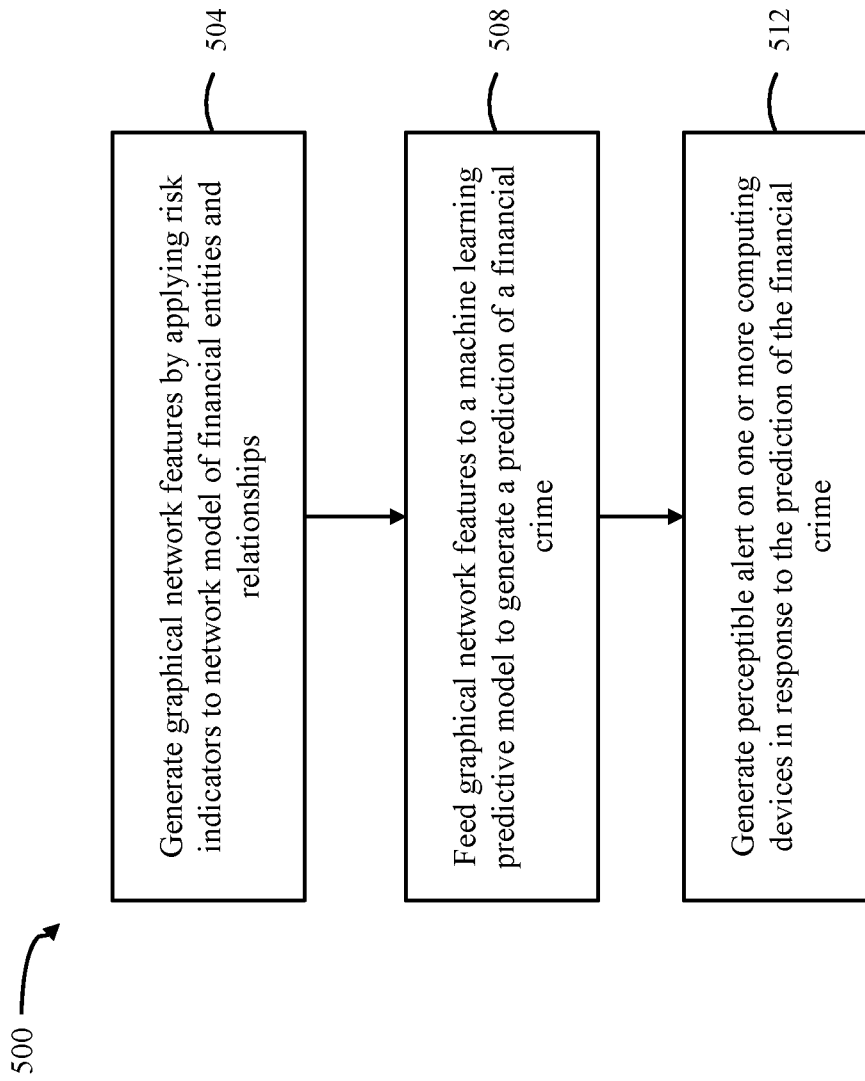 500
Generate graphical network features by applying risk
indicators to network model of financial entities and
relationships
504
Feed graphical network features to a machine learning
predictive model to generate a prediction of a financial
crime
508
Generate perceptible alert on one or more computing
devices in response to the prediction of the financial
crime
512